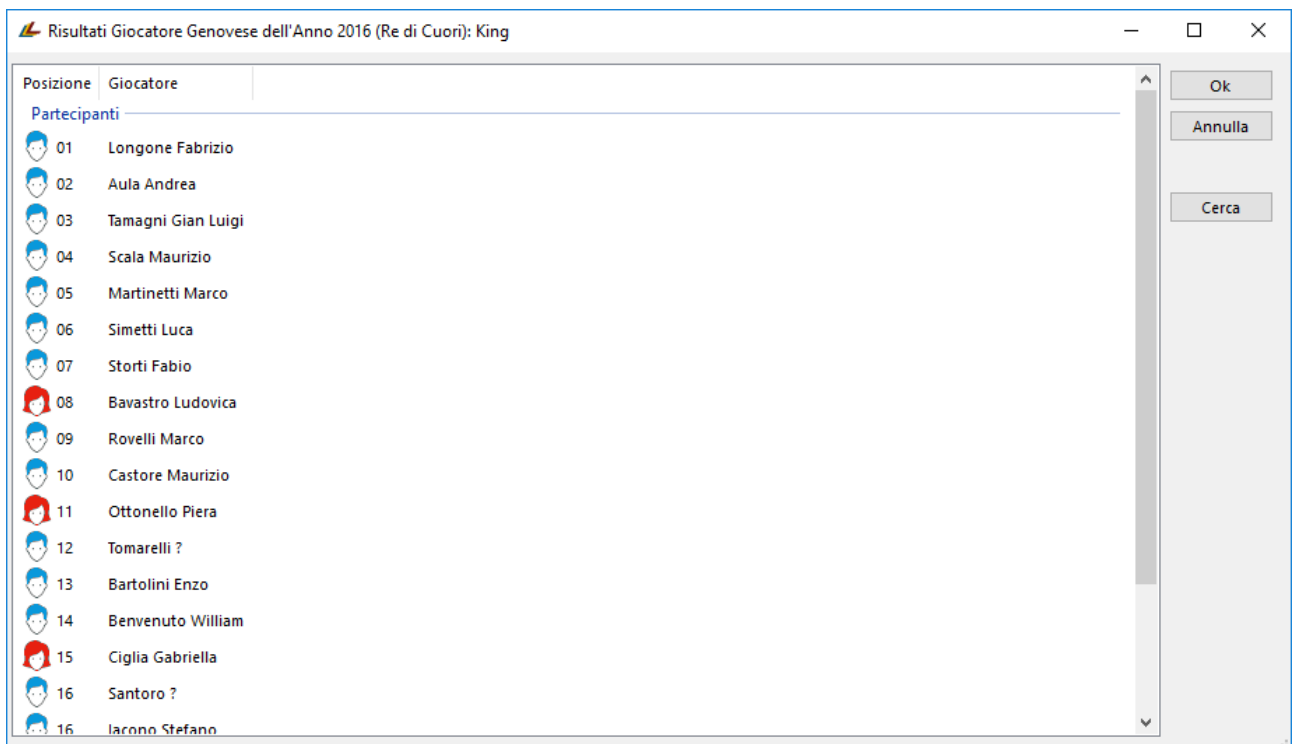 Risultati Giocatore Genovese dell'Anno 2016 (Re di Cuori): King
Posizione Giocatore
Ok
Partecipanti
Annulla
01 Longone Fabrizio
02 Aula Andrea
Cerca
03 Tamagni Gian Luigi
04 Scala Maurizio
05 Martinetti Marco
06 Simetti Luca
07 Storti Fabio
08 Bavastro Ludovica
09 Rovelli Marco
10 Castore Maurizio
11 Ottonello Piera
12 Tomarelli ?
13 Bartolini Enzo
14 Benvenuto William
15 Ciglia Gabriella
16 Santoro ?
16 Iacono Stefano